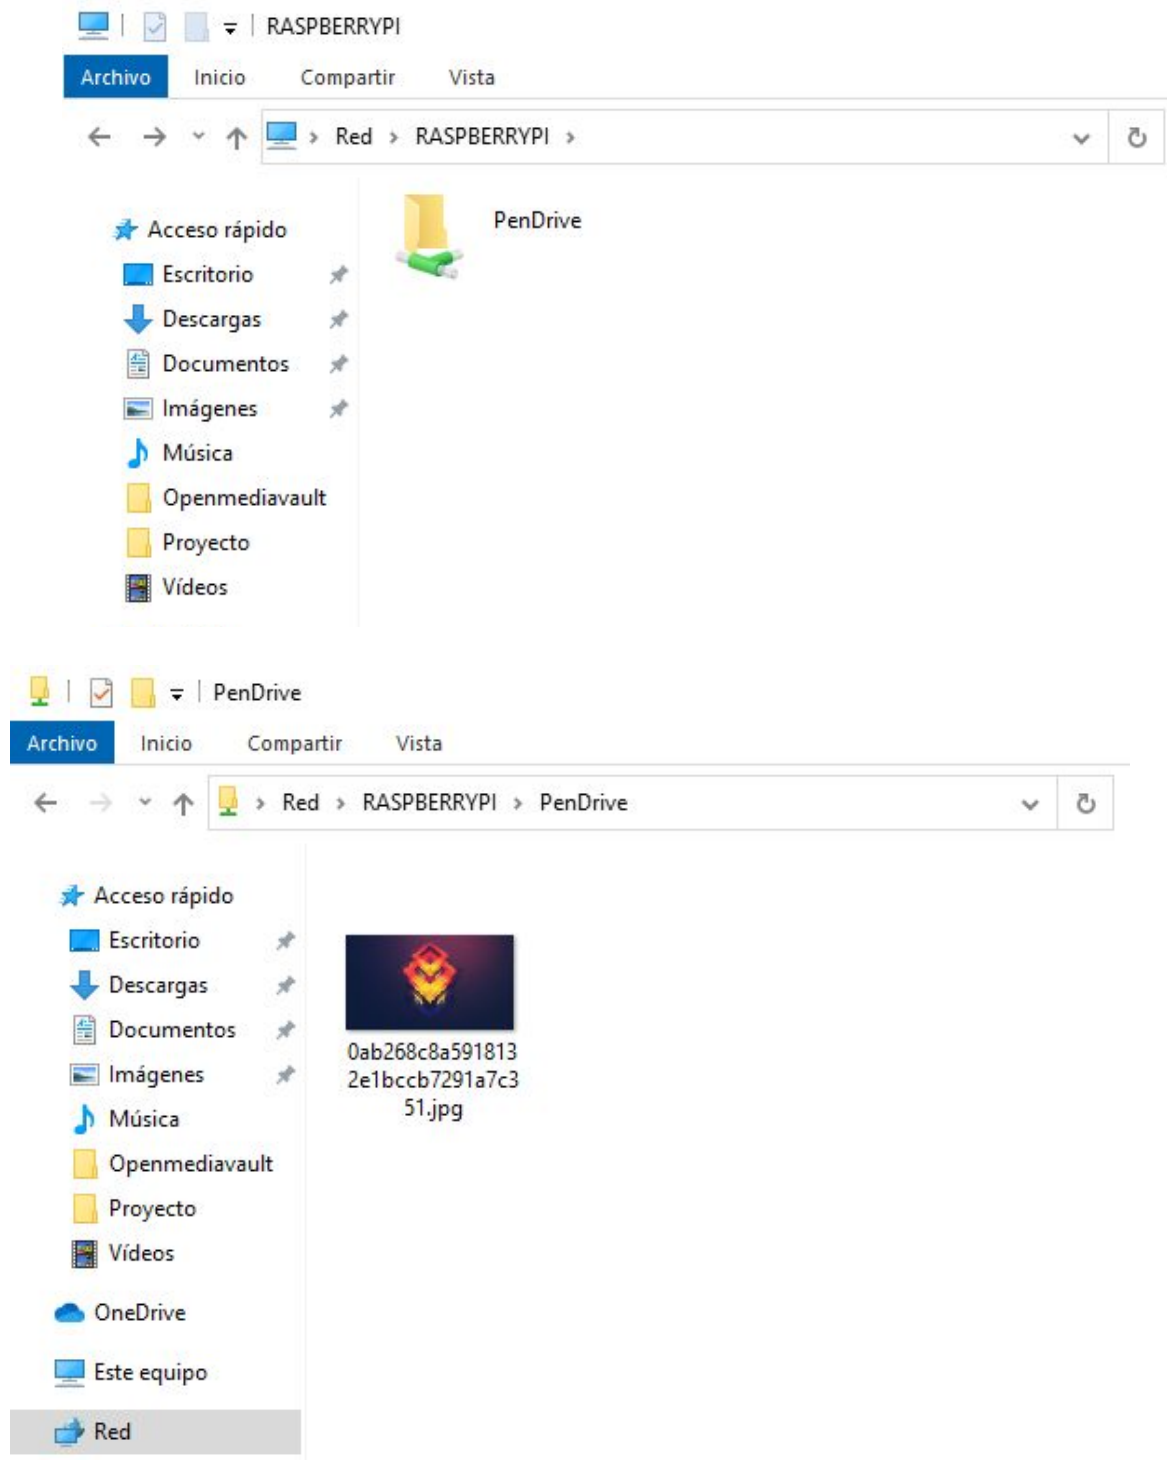 RASPBERRYPI
Archivo Inicio Compartir Vista
Red RASPBERRYPI
Acceso rápido
PenDrive
Escritorio
Descargas
Documentos
Imágenes
Música
Openmediavault
Proyecto
Vídeos
PenDrive
Archivo Inicio Compartir Vista
Red RASPBERRYPI PenDrive
Acceso rápido
Escritorio
Descargas
Documentos
Imágenes
Música
Openmediavault
Proyecto
Vídeos
OneDrive
Este equipo
Red
0ab268c8a591813
2e1bccb7291a7c3
51.jpg